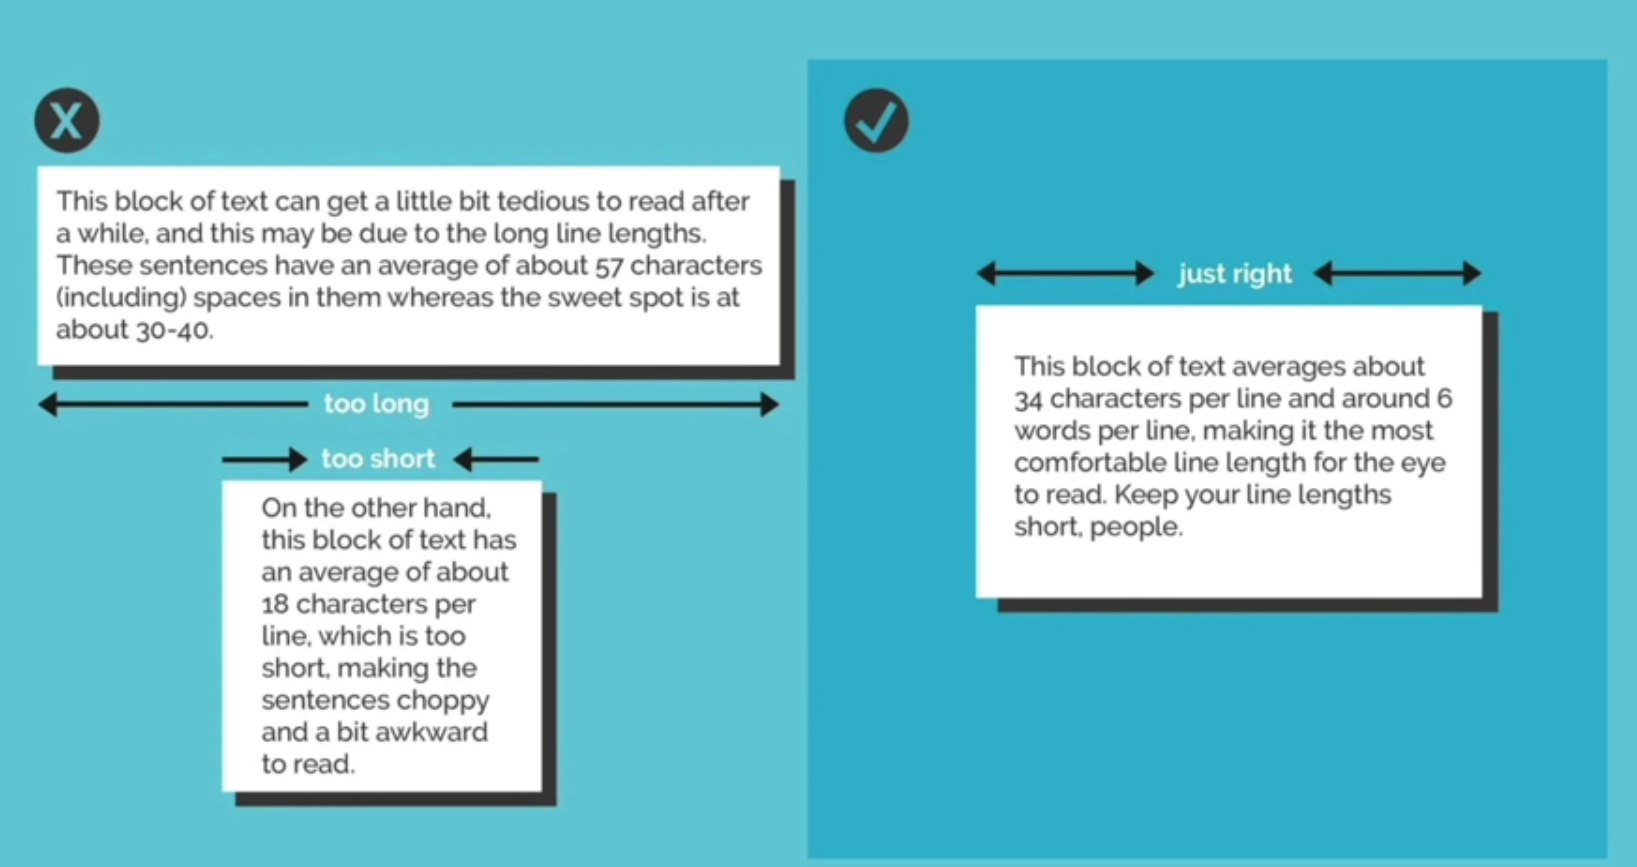 X
This block of text can get a little bit tedious to read after
a while, and this may be due to the long line lengths.
These sentences have an average of about 57 characters
(including) spaces in them whereas the sweet spot is at
about 30-40.
too long
too short
On the other hand,
this block of text has
an average of about
18 characters per
line, which is too
short, making the
sentences choppy
and a bit awkward
to read.
just right
This block of text averages about
34 characters per line and around 6
words per line, making it the most
comfortable line length for the eye
to read. Keep your line lengths
short, people.